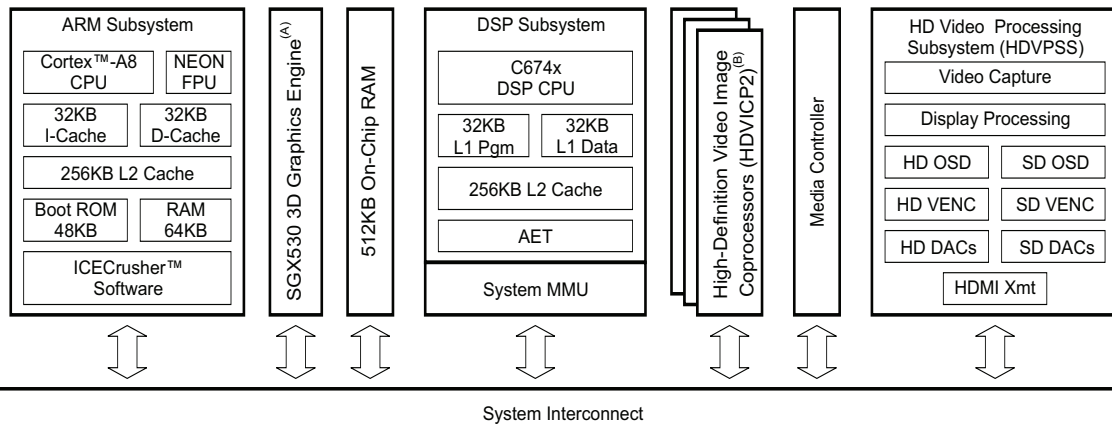 ARM Subsystem
Cortex™-A8
CPU
NEON
FPU
32KB
I-Cache
32KB
D-Cache
256KB L2 Cache
Boot ROM
48KB
RAM
64KB
ICECrusher™
Software
SGX530 3D Graphics Engine(A)
512KB On-Chip RAM
DSP Subsystem
C674x
DSP CPU
32KB
L1 Pgm
32KB
L1 Data
256KB L2 Cache
AET
System MMU
High-Definition Video Image
Coprocessors (HDVICP2)(B)
Media Controller
HD Video Processing
Subsystem (HDVPSS)
Video Capture
Display Processing
HD OSD
SD OSD
HD VENC
SD VENC
HD DACs
SD DACs
HDMI Xmt
System Interconnect